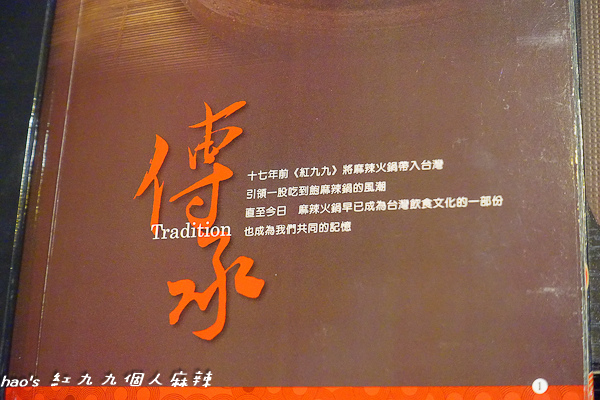 傳承
Tradition
十七年前《紅九九》將麻辣火鍋帶入台灣
引領一股吃到飽麻辣鍋的風潮
直至今日 麻辣火鍋早已成為台灣飲食文化的一部份
也成為我們共同的記憶
hao's 紅九九個人麻辣
1